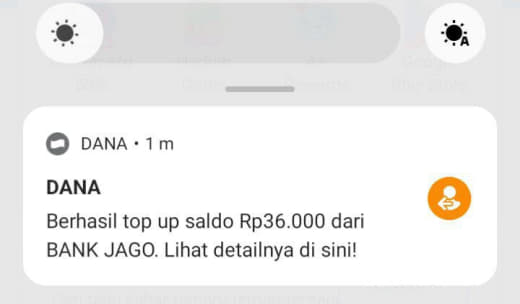 A
DANA • 1 m
DANA
Berhasil top up saldo Rp36.000 dari
BANK JAGO. Lihat detailnya di sini!